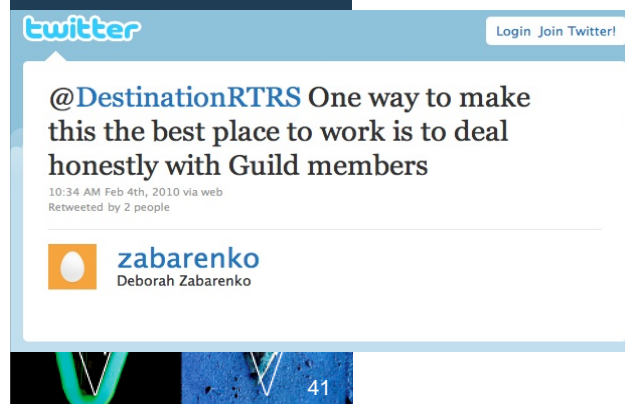 twitter
Login Join Twitter!
@DestinationRTRS One way to make
this the best place to work is to deal
honestly with Guild members
10:34 AM Feb 4th, 2010 via web
Retweeted by 2 people
zabarenko
Deborah Zabarenko
41